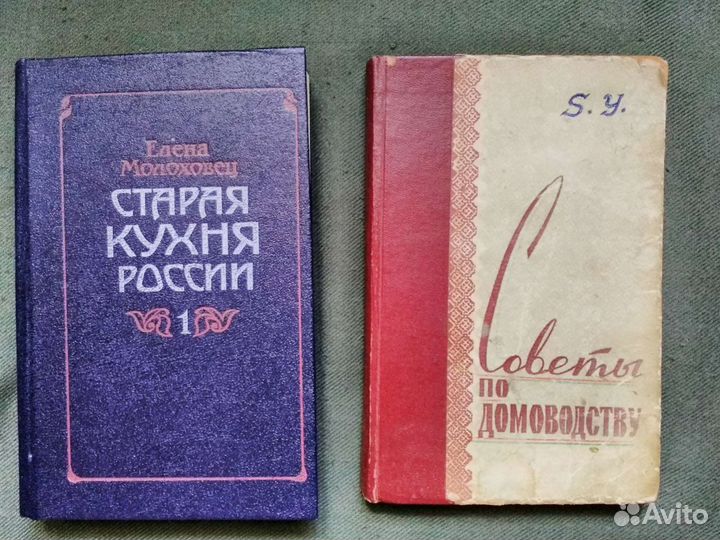 Елена
Молоховец
СТАРАЯ
КУХНЯ
РОССИИ
1
S. У.
Советы
ПО
ДОМОВОДСТВУ
Avito